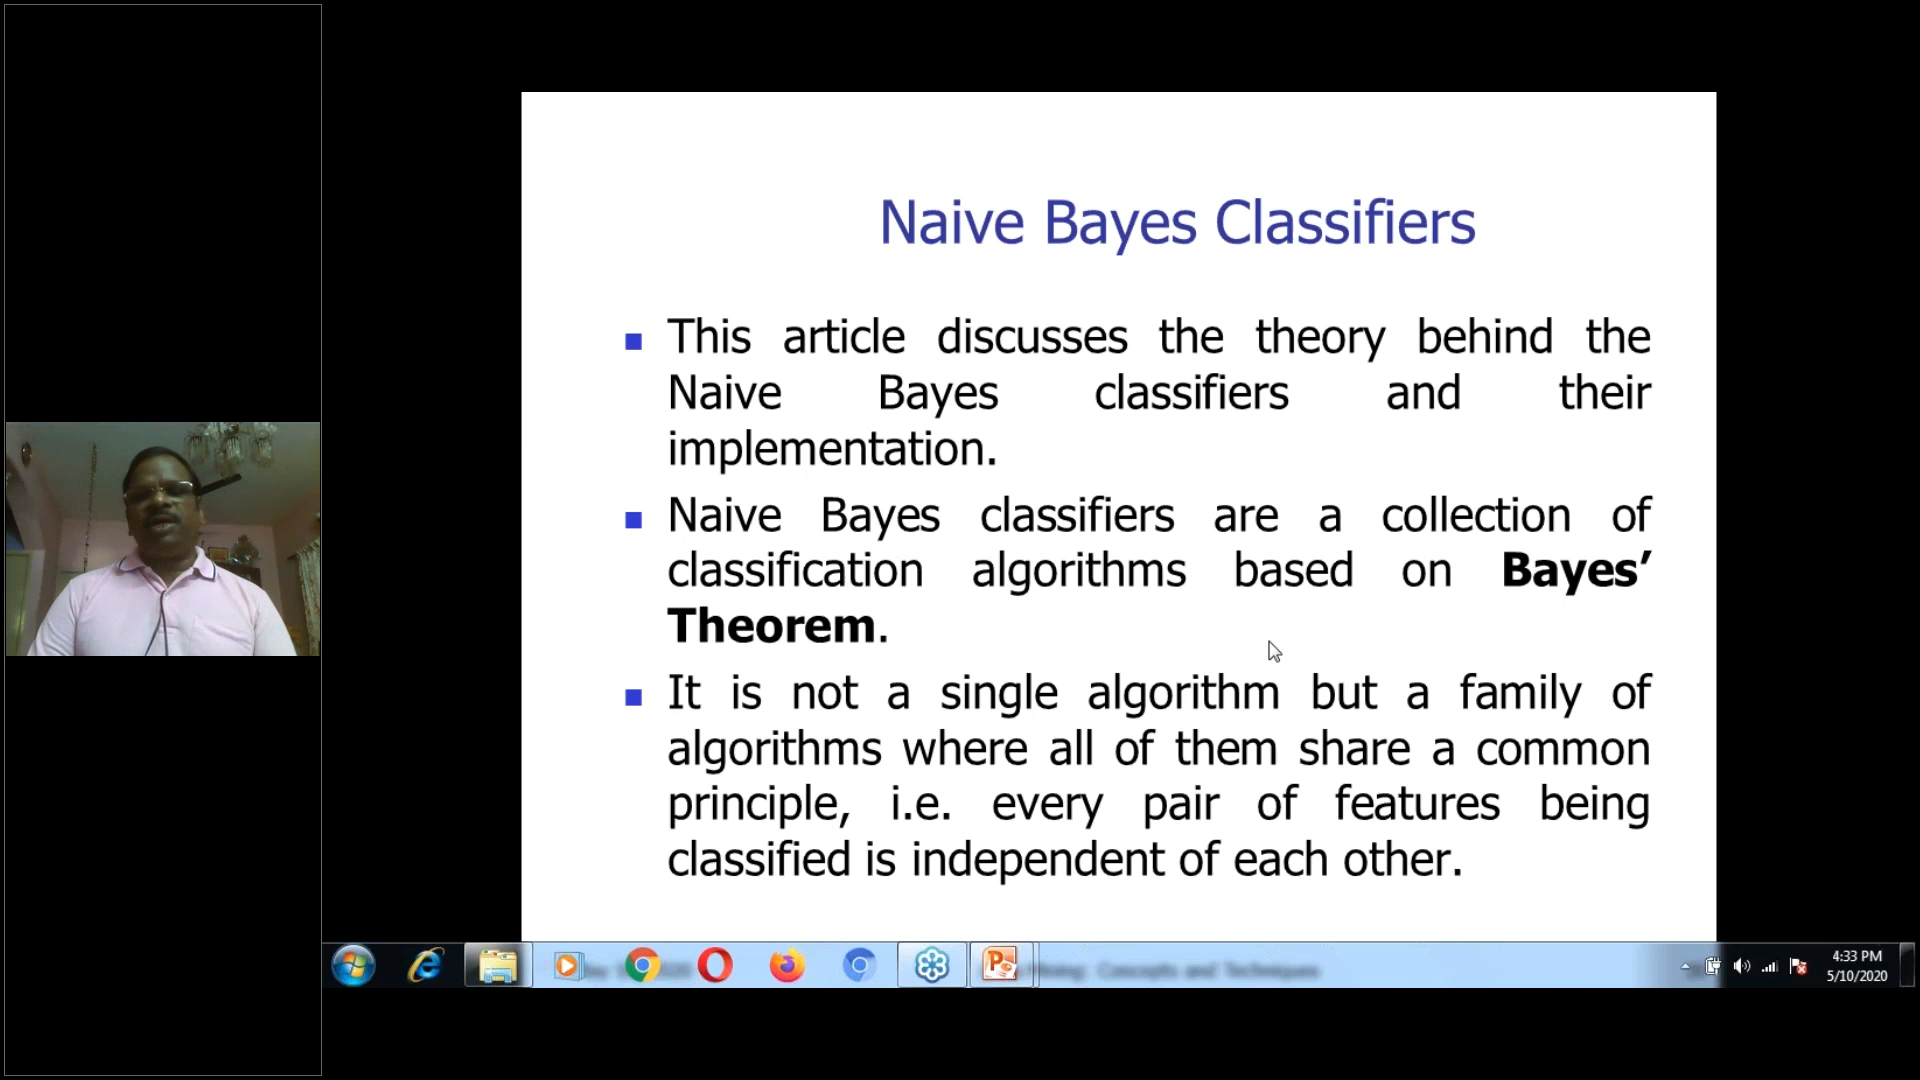 Naive Bayes Classifiers
This article discusses the theory behind the
Naive Bayes classifiers and their
implementation.
Naive Bayes classifiers are a collection of
classification algorithms based on Bayes’
Theorem.
It is not a single algorithm but a family of
algorithms where all of them share a common
principle, i.e. every pair of features being
classified is independent of each other.
Concepts and Techniques
4:33 PM
5/10/2020